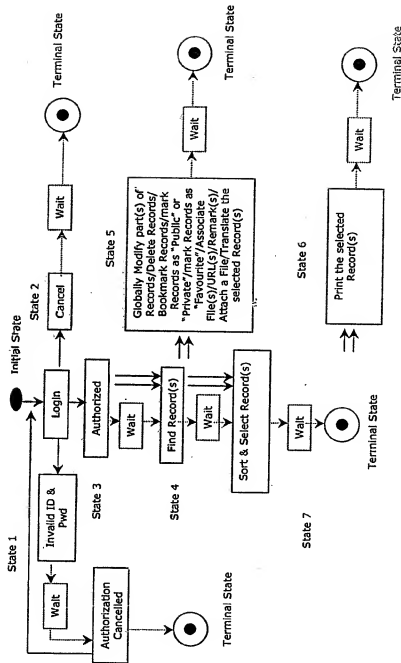 Initial State
State 1
Login
State 2
Cancel
Wait
Terminal State
Invalid ID &
Pwd
Wait
Authorization
Cancelled
Terminal State
State 3
Authorized
Wait
State 4
Find Record(s)
Wait
Sort & Select Record(s)
State 7
Wait
Terminal State
State 5
Globally Modify part(s) of
Records/Delete Records/
Bookmark Records/mark
Records as "Public" or
"Private"/mark Records as
"Favourite"/Associate
File(s)/URL(s)/Remark(s)/
Attach a File/Translate the
selected Record(s)
Wait
Terminal State
State 6
Print the selected
Record(s)
Wait
Terminal State